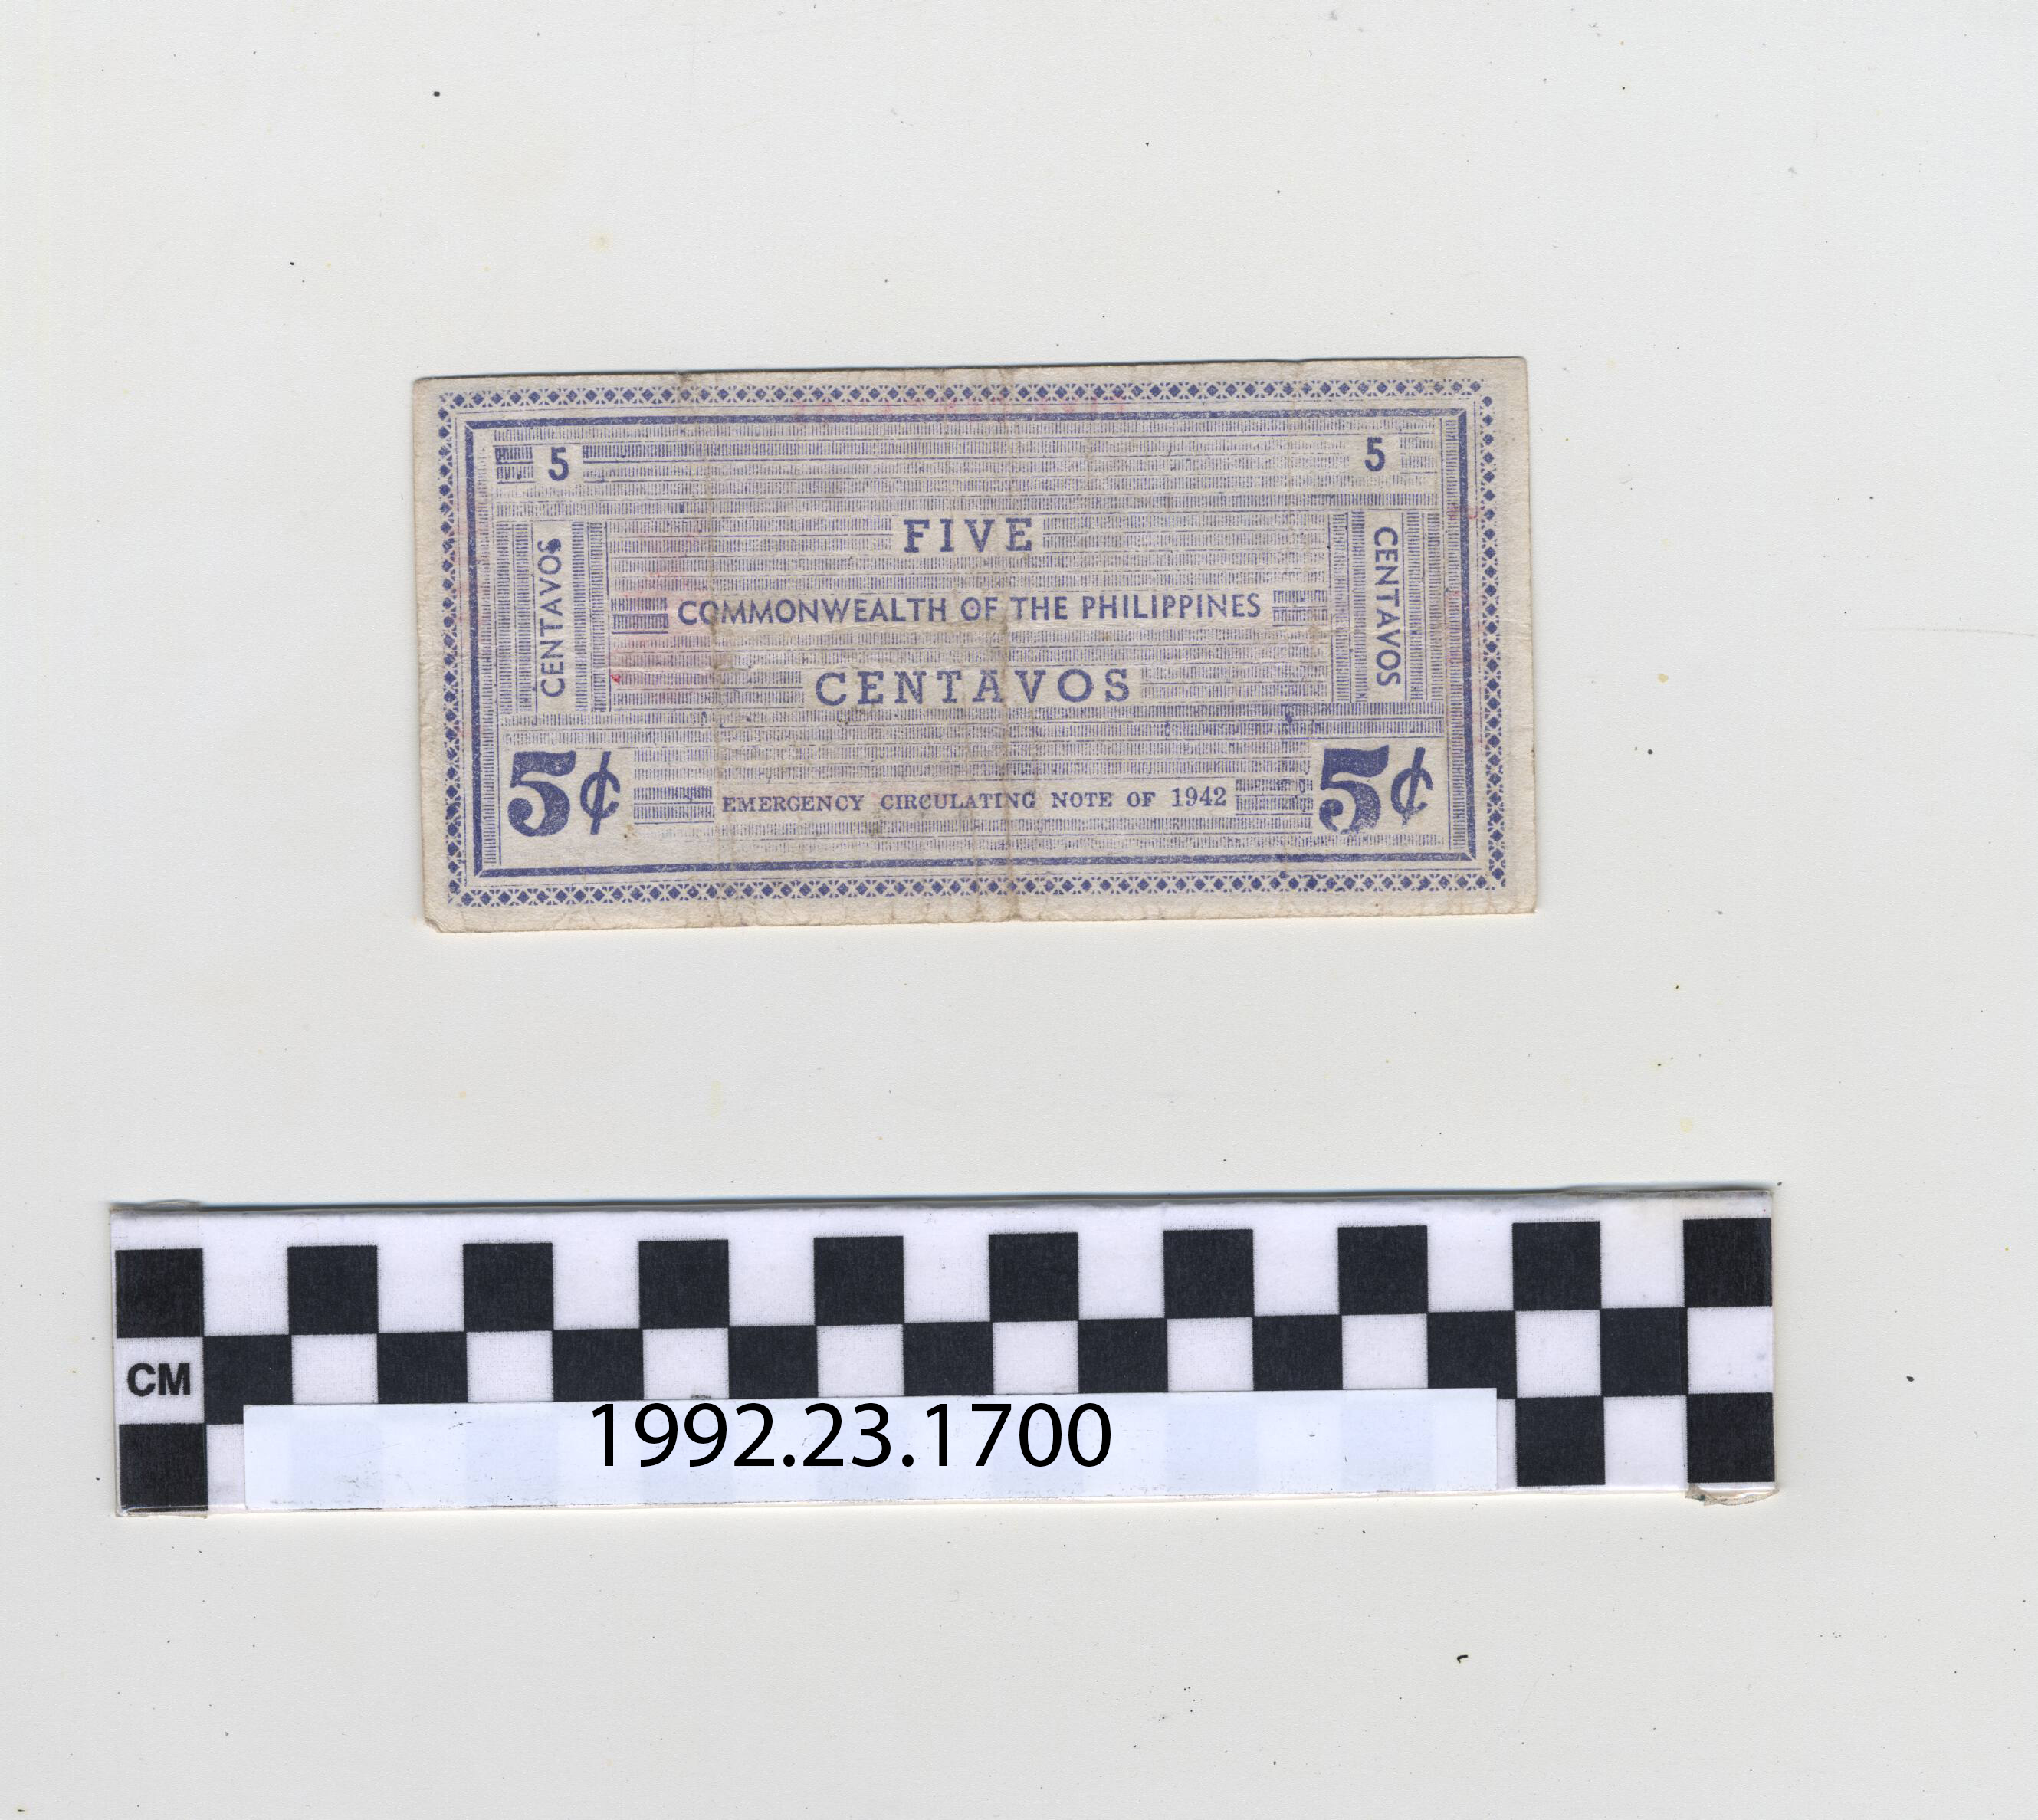 5 5
FIVE
CENTAVOS COMMONWEALTH OF THE PHILIPPINES CENTAVOS
CENTAVOS
5¢ EMERGENCY CIRCULATING NOTE OF 1942 5¢
CM
1992.23.1700